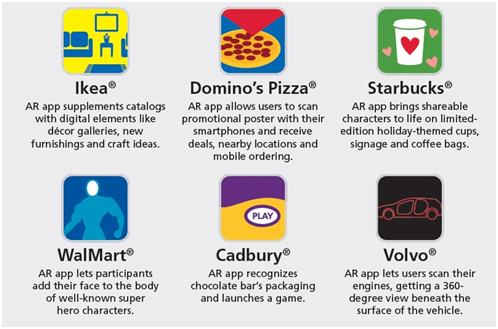 Ikea®
AR app supplements catalogs
with digital elements like
décor galleries, new
furnishings and craft ideas.
Domino's Pizza®
AR app allows users to scan
promotional poster with their
smartphones and receive
deals, nearby locations and
mobile ordering.
Starbucks®
AR app brings shareable
characters to life on limited-
edition holiday-themed cups,
signage and coffee bags.
WalMart®
AR app lets participants
add their face to the body
of well-known super
hero characters.
PLAY
Cadbury®
AR app recognizes
chocolate bar's packaging
and launches a game.
Volvo®
AR app lets users scan their
engines, getting a 360-
degree view beneath the
surface of the vehicle.